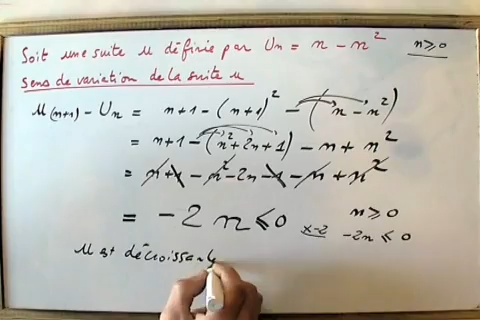 Soit une suite u définie par Un = n - n² n ≥ 0
sens de variation de la suite u
U(n+1) - Un = n+1 - (n+1)² - (n - n²)
= n+1 - (n²+2n+1) - n + n²
= n+1 - n² - 2n - 1 - n + n²
= -2n ≤ 0 n ≥ 0
x-2 -2n ≤ 0
U est décroissante